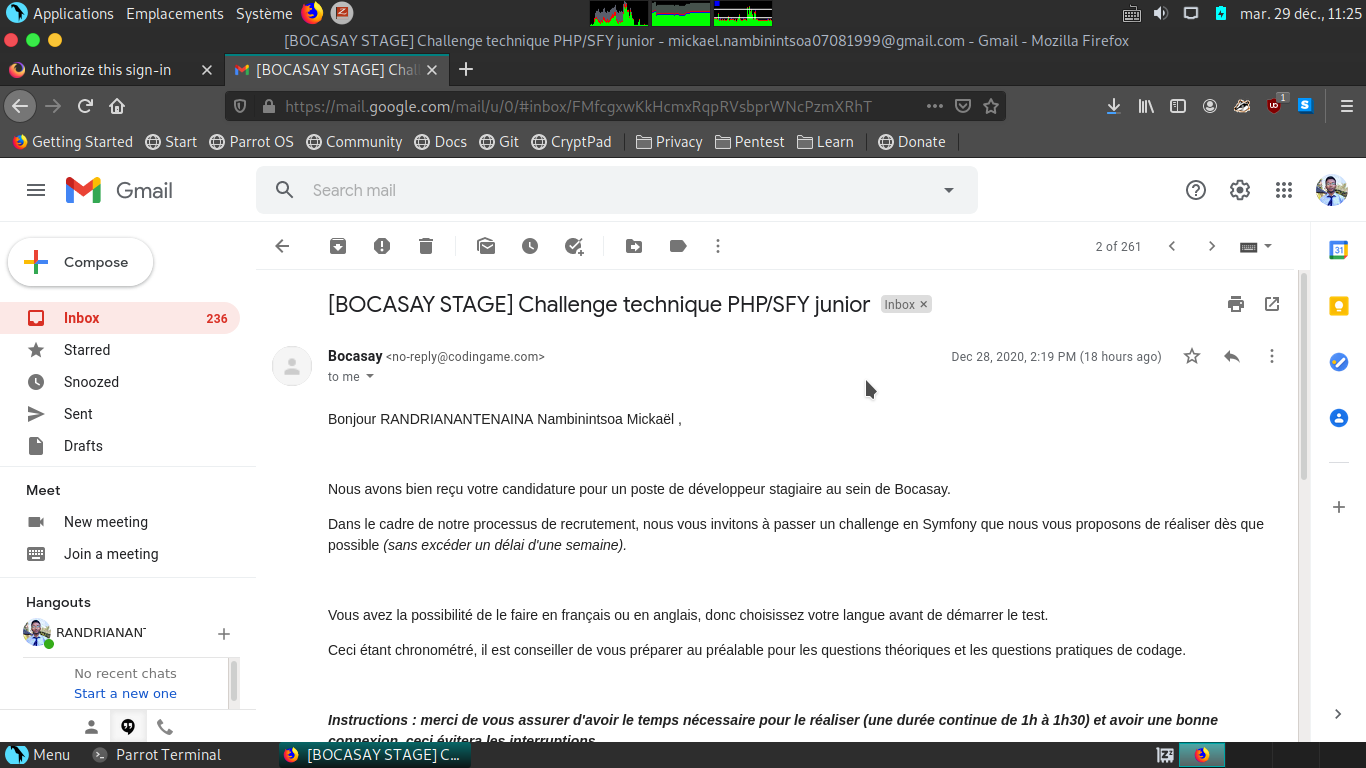 Applications Emplacements Système mar. 29 déc., 11:25
[BOCASAY STAGE] Challenge technique PHP/SFY junior - mickael.nambinintsoa07081999@gmail.com - Gmail - Mozilla Firefox
Authorize this sign-in [BOCASAY STAGE] Chal
https://mail.google.com/mail/u/0/#inbox/FMfcgxwKkHcmxRqpRVsbprWNcPzmXRhT 1
Getting Started Start Parrot OS Community Docs Git CryptPad Privacy Pentest Learn Donate
Gmail Search mail
Compose 2 of 261
Inbox 236
Starred
Snoozed
Sent
Drafts
Meet
New meeting
Join a meeting
Hangouts
RANDRIANANT
No recent chats
Start a new one
[BOCASAY STAGE] Challenge technique PHP/SFY junior Inbox ×
Bocasay <no-reply@codingame.com> Dec 28, 2020, 2:19 PM (18 hours ago)
to me
Bonjour RANDRIANANTENAINA Nambinintsoa Mickaël ,
Nous avons bien reçu votre candidature pour un poste de développeur stagiaire au sein de Bocasay.
Dans le cadre de notre processus de recrutement, nous vous invitons à passer un challenge en Symfony que nous vous proposons de réaliser dès que
possible (sans excéder un délai d'une semaine).
Vous avez la possibilité de le faire en français ou en anglais, donc choisissez votre langue avant de démarrer le test.
Ceci étant chronométré, il est conseiller de vous préparer au préalable pour les questions théoriques et les questions pratiques de codage.
Instructions : merci de vous assurer d'avoir le temps nécessaire pour le réaliser (une durée continue de 1h à 1h30) et avoir une bonne
connexion, ceci évitera les interruptions
31
Menu Parrot Terminal [BOCASAY STAGE] C...